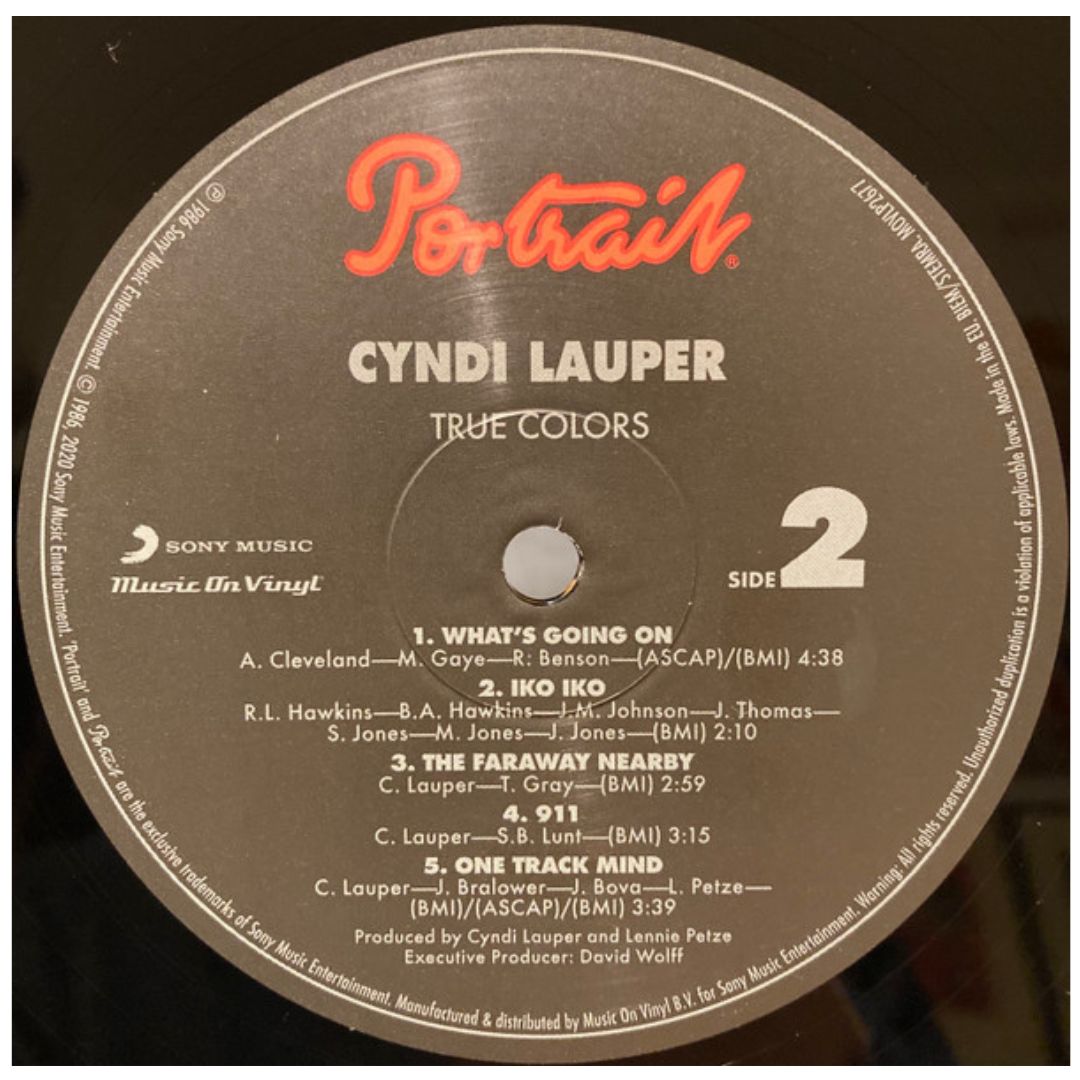 Portrait®
CYNDI LAUPER
TRUE COLORS
SONY MUSIC
Music On Vinyl
SIDE 2
1. WHAT'S GOING ON
A. Cleveland—M. Gaye—R. Benson—(ASCAP)/(BMI) 4:38
2. IKO IKO
R.L. Hawkins—B.A. Hawkins—J.M. Johnson—J. Thomas—
S. Jones—M. Jones—J. Jones—(BMI) 2:10
3. THE FARAWAY NEARBY
C. Lauper—T. Gray—(BMI) 2:59
4. 911
C. Lauper—S.B. Lunt—(BMI) 3:15
5. ONE TRACK MIND
C. Lauper—J. Bralower—J. Bova—L. Petze—
(BMI)/(ASCAP)/(BMI) 3:39
Produced by Cyndi Lauper and Lennie Petze
Executive Producer: David Wolff
℗ 1986 Sony Music Entertainment. © 1986, 2020 Sony Music Entertainment. 'Portrait' and Portrait are the exclusive trademarks of Sony Music Entertainment. Manufactured & distributed by Music On Vinyl B.V. for Sony Music Entertainment. Warning: All rights reserved. Unauthorized duplication is a violation of applicable laws. Made in the EU. BIEM/STEMRA. MOVLP2677